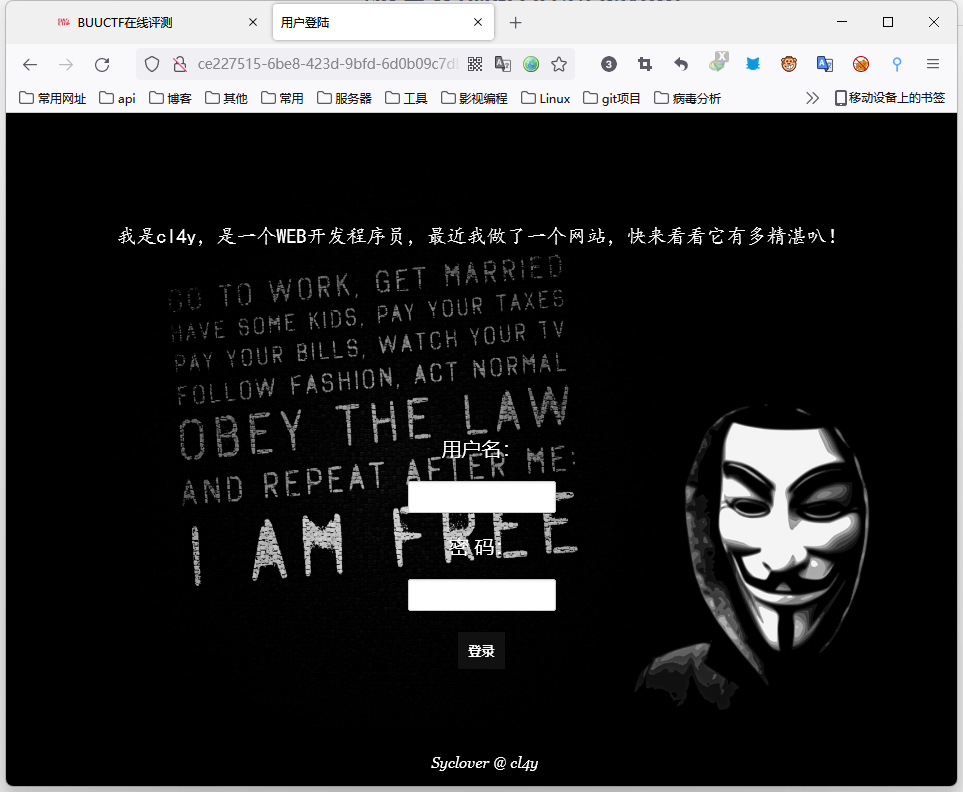 BUUCTF在线评测
用户登陆
ce227515-6be8-423d-9bfd-6d0b09c7d
3
常用网址 api 博客 其他 常用 服务器 工具 影视编程 Linux git项目 病毒分析 移动设备上的书签
我是cl4y，是一个WEB开发程序员，最近我做了一个网站，快来看看它有多精湛叭！
GO TO WORK, GET MARRIED
HAVE SOME KIDS, PAY YOUR TAXES
PAY YOUR BILLS, WATCH YOUR TV
FOLLOW FASHION, ACT NORMAL
OBEY THE LAW
AND REPEAT AFTER ME:
I AM FREE
用户名：
密 码：
登录
Syclover @ cl4y